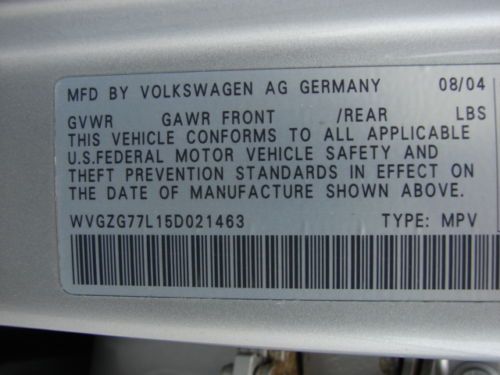 MFD BY VOLKSWAGEN AG GERMANY 08/04
GVWR GAWR FRONT /REAR LBS
THIS VEHICLE CONFORMS TO ALL APPLICABLE
U.S.FEDERAL MOTOR VEHICLE SAFETY AND
THEFT PREVENTION STANDARDS IN EFFECT ON
THE DATE OF MANUFACTURE SHOWN ABOVE.
WVGZG77L15D021463 TYPE: MPV